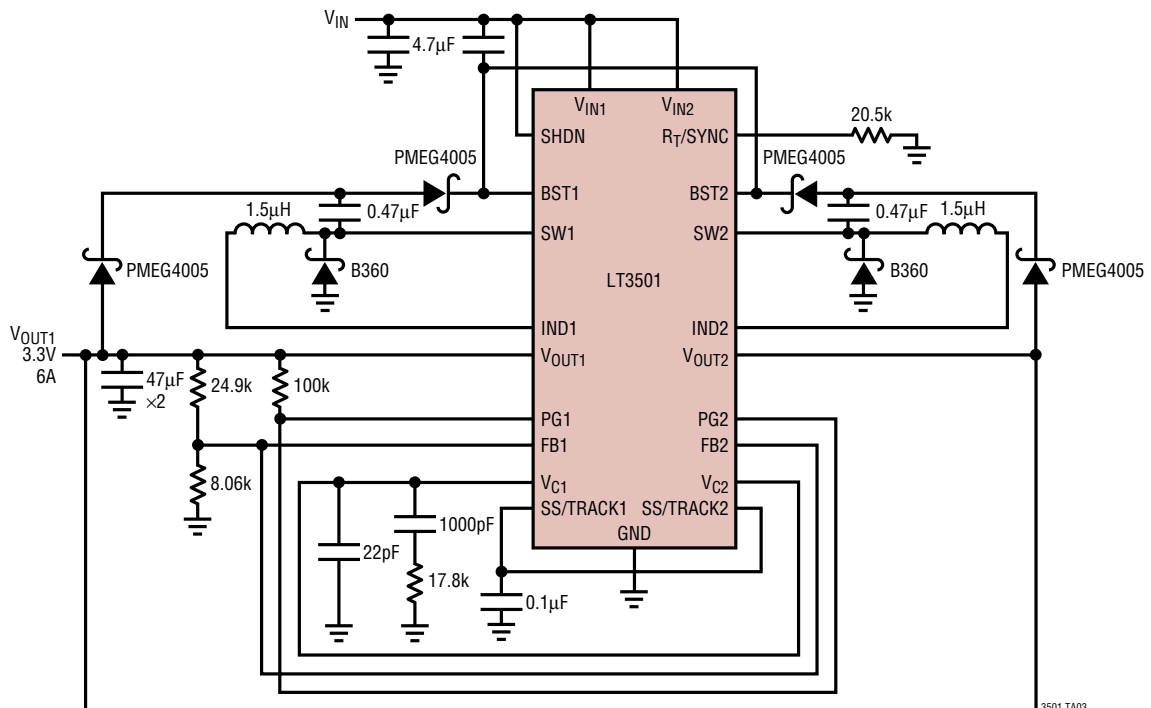 V_IN
4.7µF
V_IN1
V_IN2
20.5k
SHDN
R_T/SYNC
PMEG4005
PMEG4005
BST1
BST2
1.5µH
0.47µF
0.47µF
1.5µH
SW1
SW2
PMEG4005
B360
LT3501
B360
PMEG4005
IND1
IND2
V_OUT1
3.3V
6A
V_OUT1
V_OUT2
47µF
×2
24.9k
100k
PG1
PG2
FB1
FB2
8.06k
V_C1
V_C2
SS/TRACK1
SS/TRACK2
1000pF
GND
22pF
17.8k
0.1µF
3501 TA03